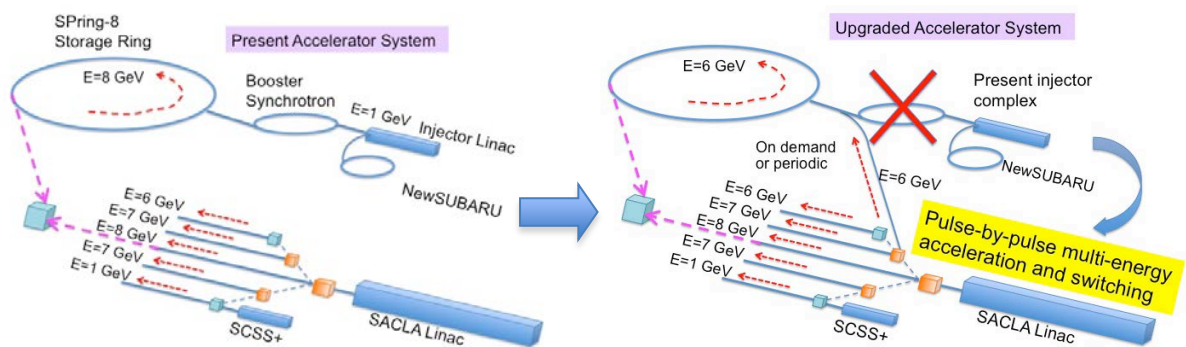 SPring-8
Storage Ring
Present Accelerator System
E=8 GeV
Booster
Synchrotron
E=1 GeV
Injector Linac
NewSUBARU
E=6 GeV
E=7 GeV
E=8 GeV
E=7 GeV
E=1 GeV
SCSS+
SACLA Linac
Upgraded Accelerator System
E=6 GeV
Present injector
complex
On demand
or periodic
E=6 GeV
NewSUBARU
E=6 GeV
E=7 GeV
E=8 GeV
E=7 GeV
E=1 GeV
Pulse-by-pulse multi-energy
acceleration and switching
SCSS+
SACLA Linac